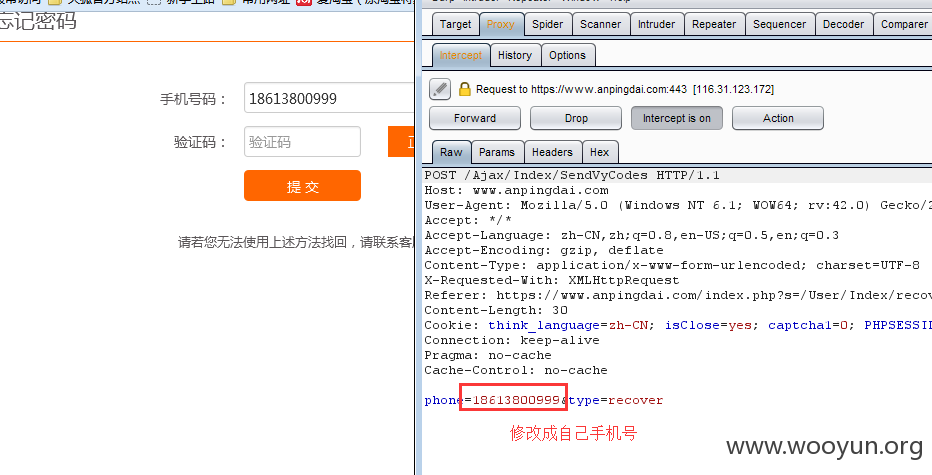 忘记密码
手机号码： 18613800999
验证码： 验证码
提 交
请若您无法使用上述方法找回，请联系客
Target Proxy Spider Scanner Intruder Repeater Sequencer Decoder Comparer
Intercept History Options
Request to https://www.anpingdai.com:443 [116.31.123.172]
Forward Drop Intercept is on Action
Raw Params Headers Hex
POST /Ajax/Index/SendVyCodes HTTP/1.1
Host: www.anpingdai.com
User-Agent: Mozilla/5.0 (Windows NT 6.1; WOW64; rv:42.0) Gecko/2
Accept: */*
Accept-Language: zh-CN,zh;q=0.8,en-US;q=0.5,en;q=0.3
Accept-Encoding: gzip, deflate
Content-Type: application/x-www-form-urlencoded; charset=UTF-8
X-Requested-With: XMLHttpRequest
Referer: https://www.anpingdai.com/index.php?s=/User/Index/recov
Content-Length: 30
Cookie: think_language=zh-CN; isClose=yes; captcha1=0; PHPSESSI
Connection: keep-alive
Pragma: no-cache
Cache-Control: no-cache
phone=18613800999&type=recover
修改成自己手机号
www.wooyun.org